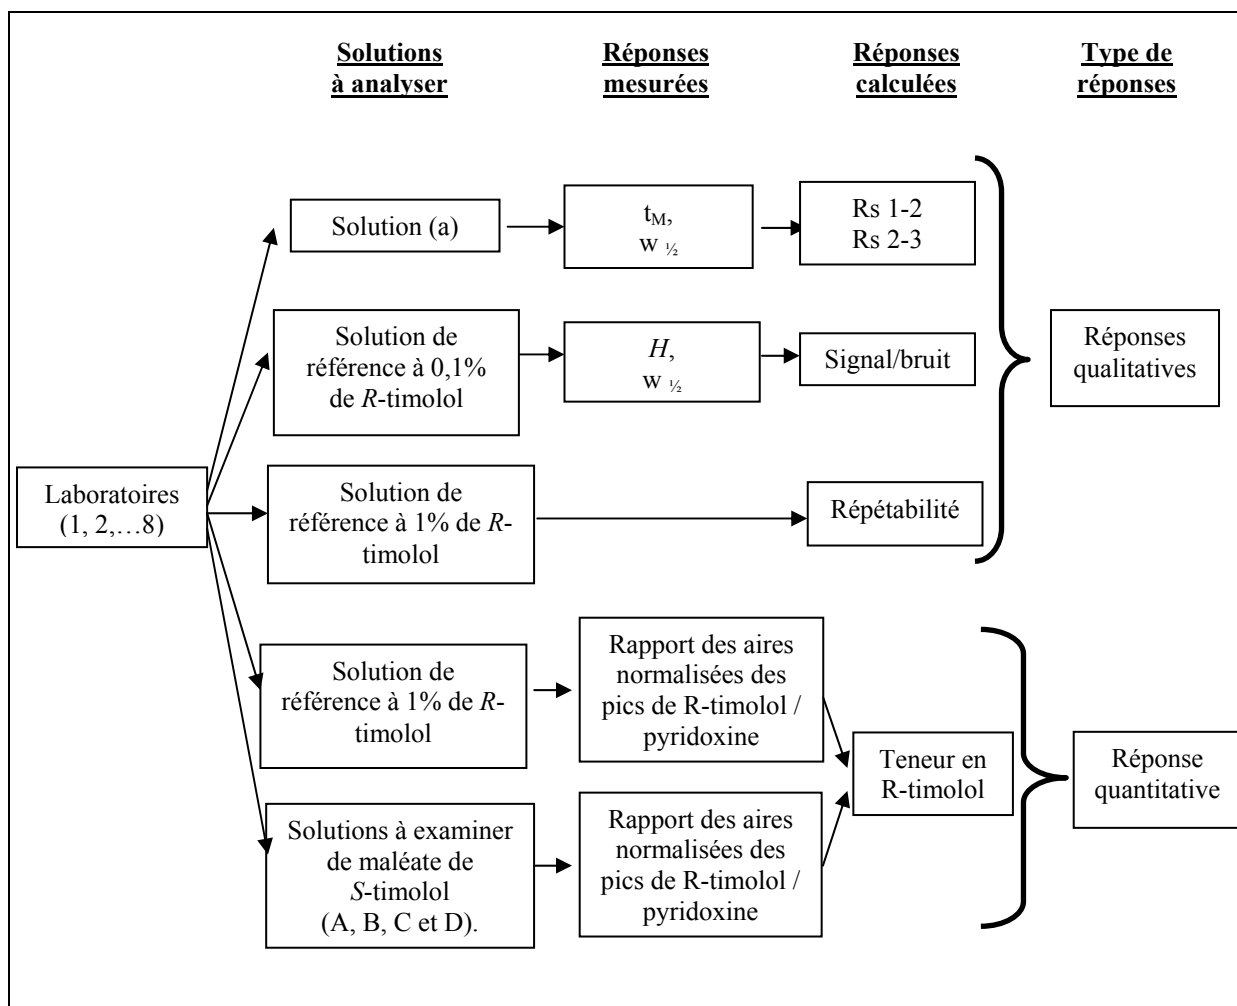 Solutions
à analyser
Réponses
mesurées
Réponses
calculées
Type de
réponses
Solution (a)
tM,
w ½
Rs 1-2
Rs 2-3
Solution de
référence à 0,1%
de R-timolol
H,
w ½
Signal/bruit
Réponses
qualitatives
Laboratoires
(1, 2,…8)
Solution de
référence à 1% de R-
timolol
Répétabilité
Solution de
référence à 1% de R-
timolol
Rapport des aires
normalisées des
pics de R-timolol /
pyridoxine
Teneur en
R-timolol
Réponse
quantitative
Solutions à examiner
de maléate de
S-timolol
(A, B, C et D).
Rapport des aires
normalisées des
pics de R-timolol /
pyridoxine